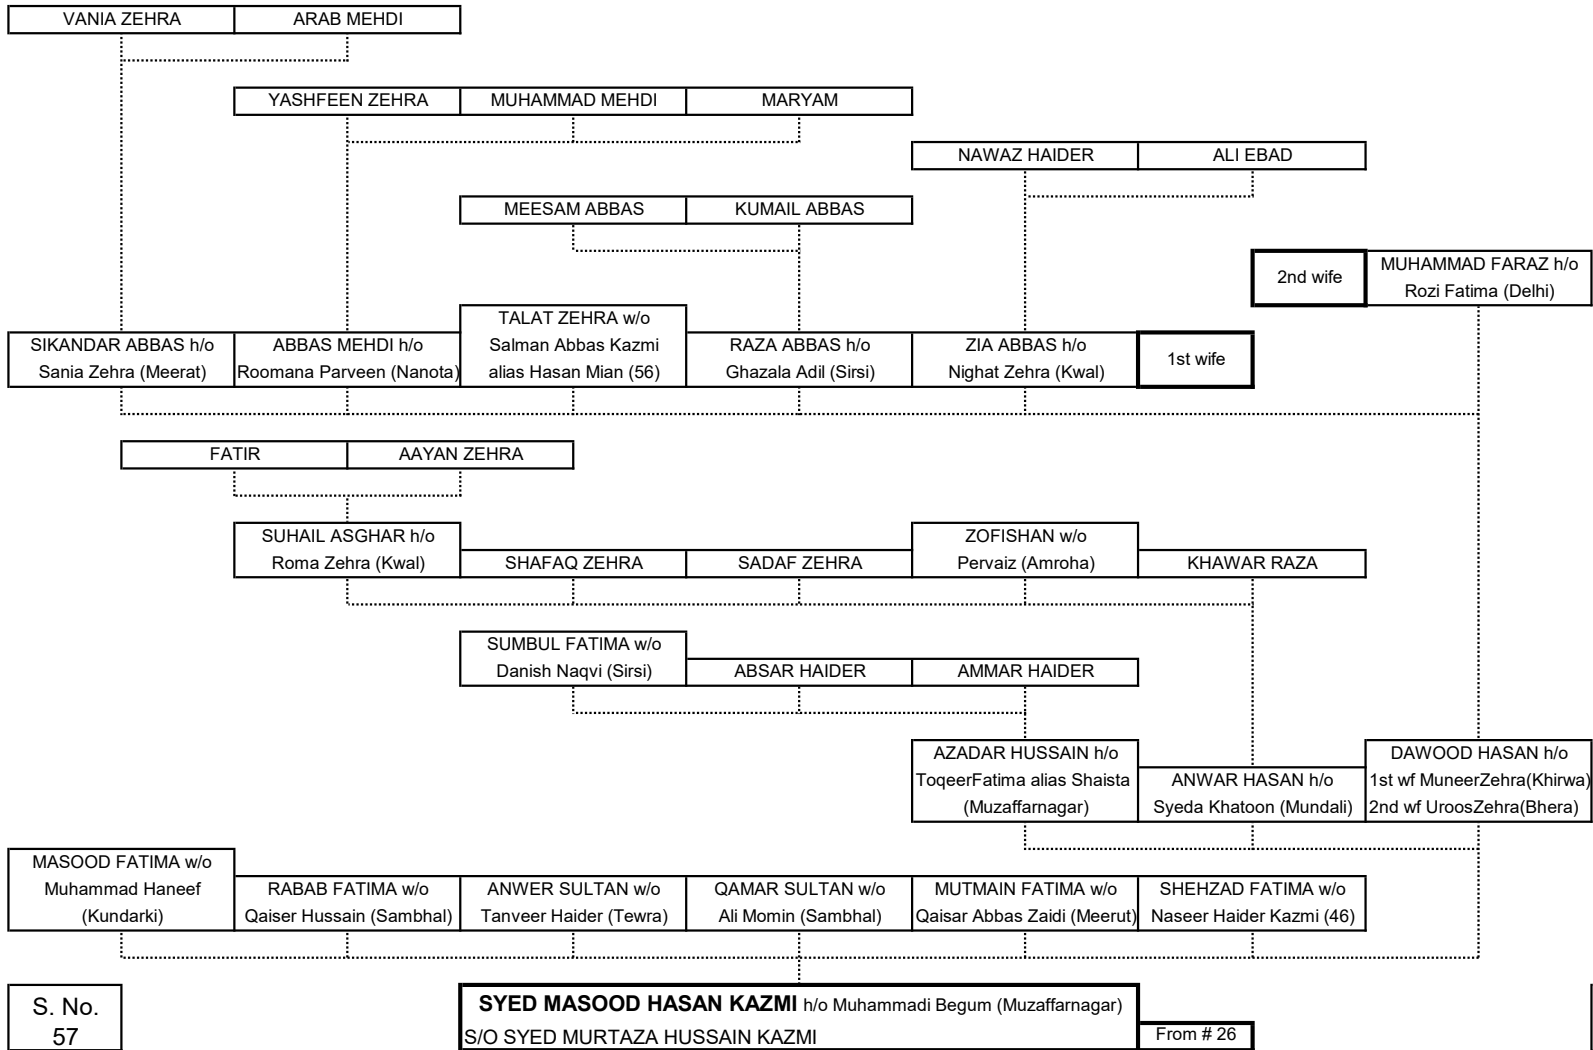 VANIA ZEHRA
ARAB MEHDI
YASHFEEN ZEHRA
MUHAMMAD MEHDI
MARYAM
NAWAZ HAIDER
ALI EBAD
MEESAM ABBAS
KUMAIL ABBAS
2nd wife
MUHAMMAD FARAZ h/o
Rozi Fatima (Delhi)
SIKANDAR ABBAS h/o
Sania Zehra (Meerat)
ABBAS MEHDI h/o
Roomana Parveen (Nanota)
TALAT ZEHRA w/o
Salman Abbas Kazmi
alias Hasan Mian (56)
RAZA ABBAS h/o
Ghazala Adil (Sirsi)
ZIA ABBAS h/o
Nighat Zehra (Kwal)
1st wife
FATIR
AAYAN ZEHRA
SUHAIL ASGHAR h/o
Roma Zehra (Kwal)
SHAFAQ ZEHRA
SADAF ZEHRA
ZOFISHAN w/o
Pervaiz (Amroha)
KHAWAR RAZA
SUMBUL FATIMA w/o
Danish Naqvi (Sirsi)
ABSAR HAIDER
AMMAR HAIDER
AZADAR HUSSAIN h/o
ToqeerFatima alias Shaista
(Muzaffarnagar)
ANWAR HASAN h/o
Syeda Khatoon (Mundali)
DAWOOD HASAN h/o
1st wf MuneerZehra(Khirwa)
2nd wf UroosZehra(Bhera)
MASOOD FATIMA w/o
Muhammad Haneef
(Kundarki)
RABAB FATIMA w/o
Qaiser Hussain (Sambhal)
ANWER SULTAN w/o
Tanveer Haider (Tewra)
QAMAR SULTAN w/o
Ali Momin (Sambhal)
MUTMAIN FATIMA w/o
Qaisar Abbas Zaidi (Meerut)
SHEHZAD FATIMA w/o
Naseer Haider Kazmi (46)
S. No.
57
SYED MASOOD HASAN KAZMI h/o Muhammadi Begum (Muzaffarnagar)
S/O SYED MURTAZA HUSSAIN KAZMI
From # 26